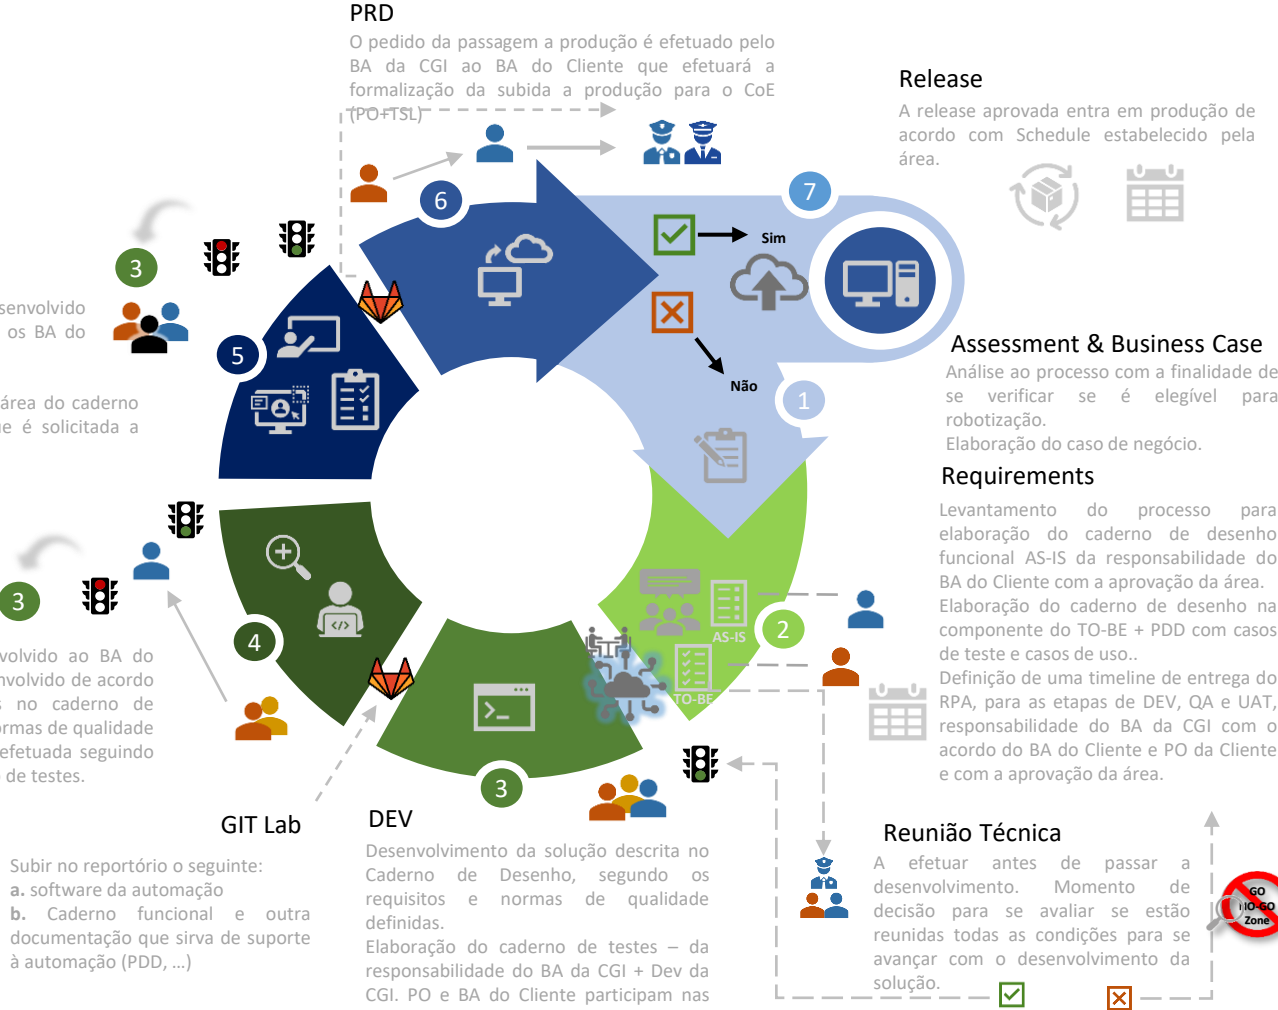 PRD
O pedido da passagem a produção é efetuado pelo
BA da CGI ao BA do Cliente que efetuará a
formalização da subida a produção para o CoE
(PO+TSL)
Release
A release aprovada entra em produção de
acordo com Schedule estabelecido pela
área.
6
7
Sim
Não
3
senvolvido
os BA do
5
área do caderno
ue é solicitada a
1
Assessment & Business Case
Análise ao processo com a finalidade de
se verificar se é elegível para
robotização.
Elaboração do caso de negócio.
Requirements
Levantamento do processo para
elaboração do caderno de desenho
funcional AS-IS da responsabilidade do
BA do Cliente com a aprovação da área.
Elaboração do caderno de desenho na
componente do TO-BE + PDD com casos
de teste e casos de uso..
Definição de uma timeline de entrega do
RPA, para as etapas de DEV, QA e UAT,
responsabilidade do BA da CGI com o
acordo do BA do Cliente e PO da Cliente
e com a aprovação da área.
3
4
2
AS-IS
TO-BE
volvido ao BA do
nvolvido de acordo
s no caderno de
ormas de qualidade
efetuada seguindo
o de testes.
3
GIT Lab
Subir no reportório o seguinte:
a. software da automação
b. Caderno funcional e outra
documentação que sirva de suporte
à automação (PDD, ...)
DEV
Desenvolvimento da solução descrita no
Caderno de Desenho, segundo os
requisitos e normas de qualidade
definidas.
Elaboração do caderno de testes – da
responsabilidade do BA da CGI + Dev da
CGI. PO e BA do Cliente participam nas
Reunião Técnica
A efetuar antes de passar a
desenvolvimento. Momento de
decisão para se avaliar se estão
reunidas todas as condições para se
avançar com o desenvolvimento da
solução.
GO
NO-GO
Zone